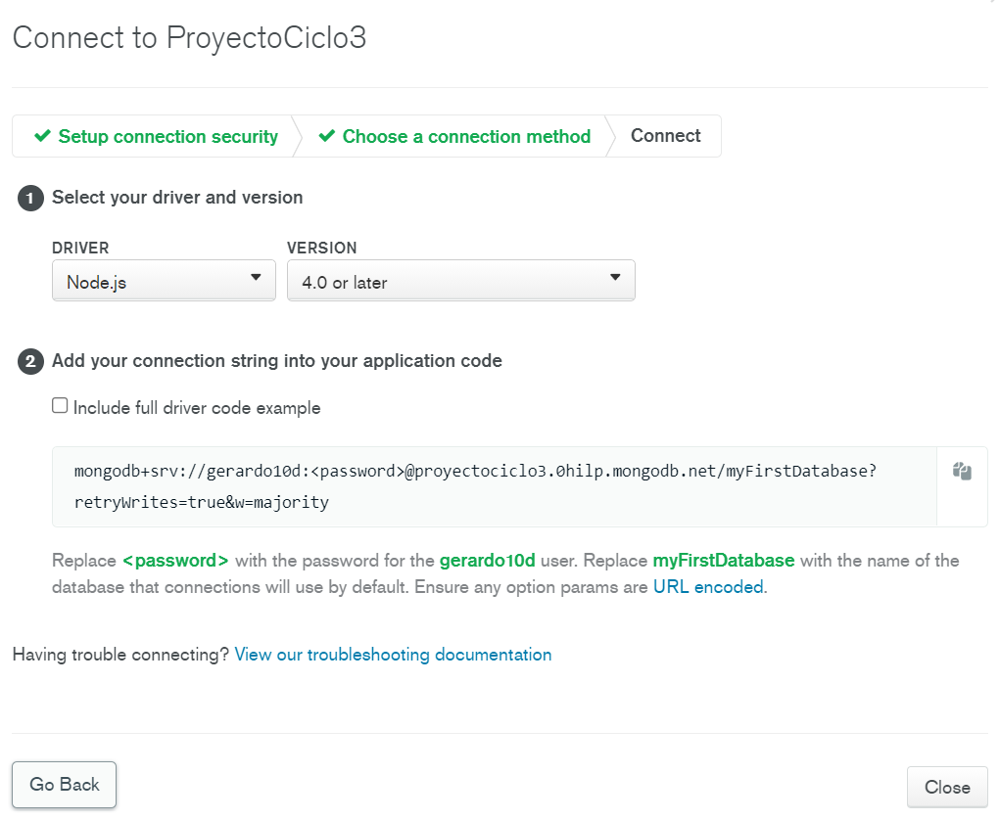 Connect to ProyectoCiclo3
Setup connection security
Choose a connection method
Connect
1 Select your driver and version
DRIVER
VERSION
Node.js
4.0 or later
2 Add your connection string into your application code
Include full driver code example
mongodb+srv://gerardo10d:<password>@proyectociclo3.0hilp.mongodb.net/myFirstDatabase?
retryWrites=true&w=majority
Replace <password> with the password for the gerardo10d user. Replace myFirstDatabase with the name of the
database that connections will use by default. Ensure any option params are URL encoded.
Having trouble connecting? View our troubleshooting documentation
Go Back
Close